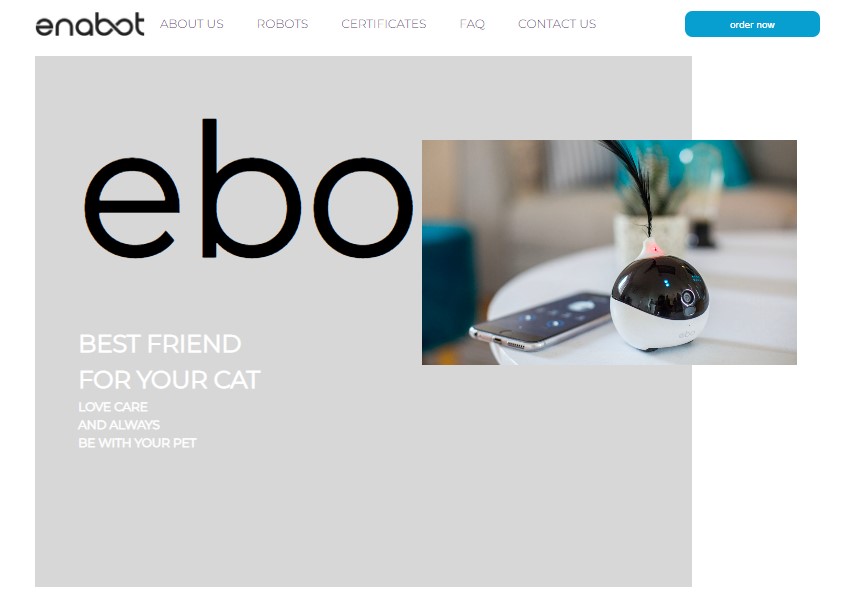 enabot
ABOUT US
ROBOTS
CERTIFICATES
FAQ
CONTACT US
order now
ebo
BEST FRIEND
FOR YOUR CAT
LOVE CARE
AND ALWAYS
BE WITH YOUR PET